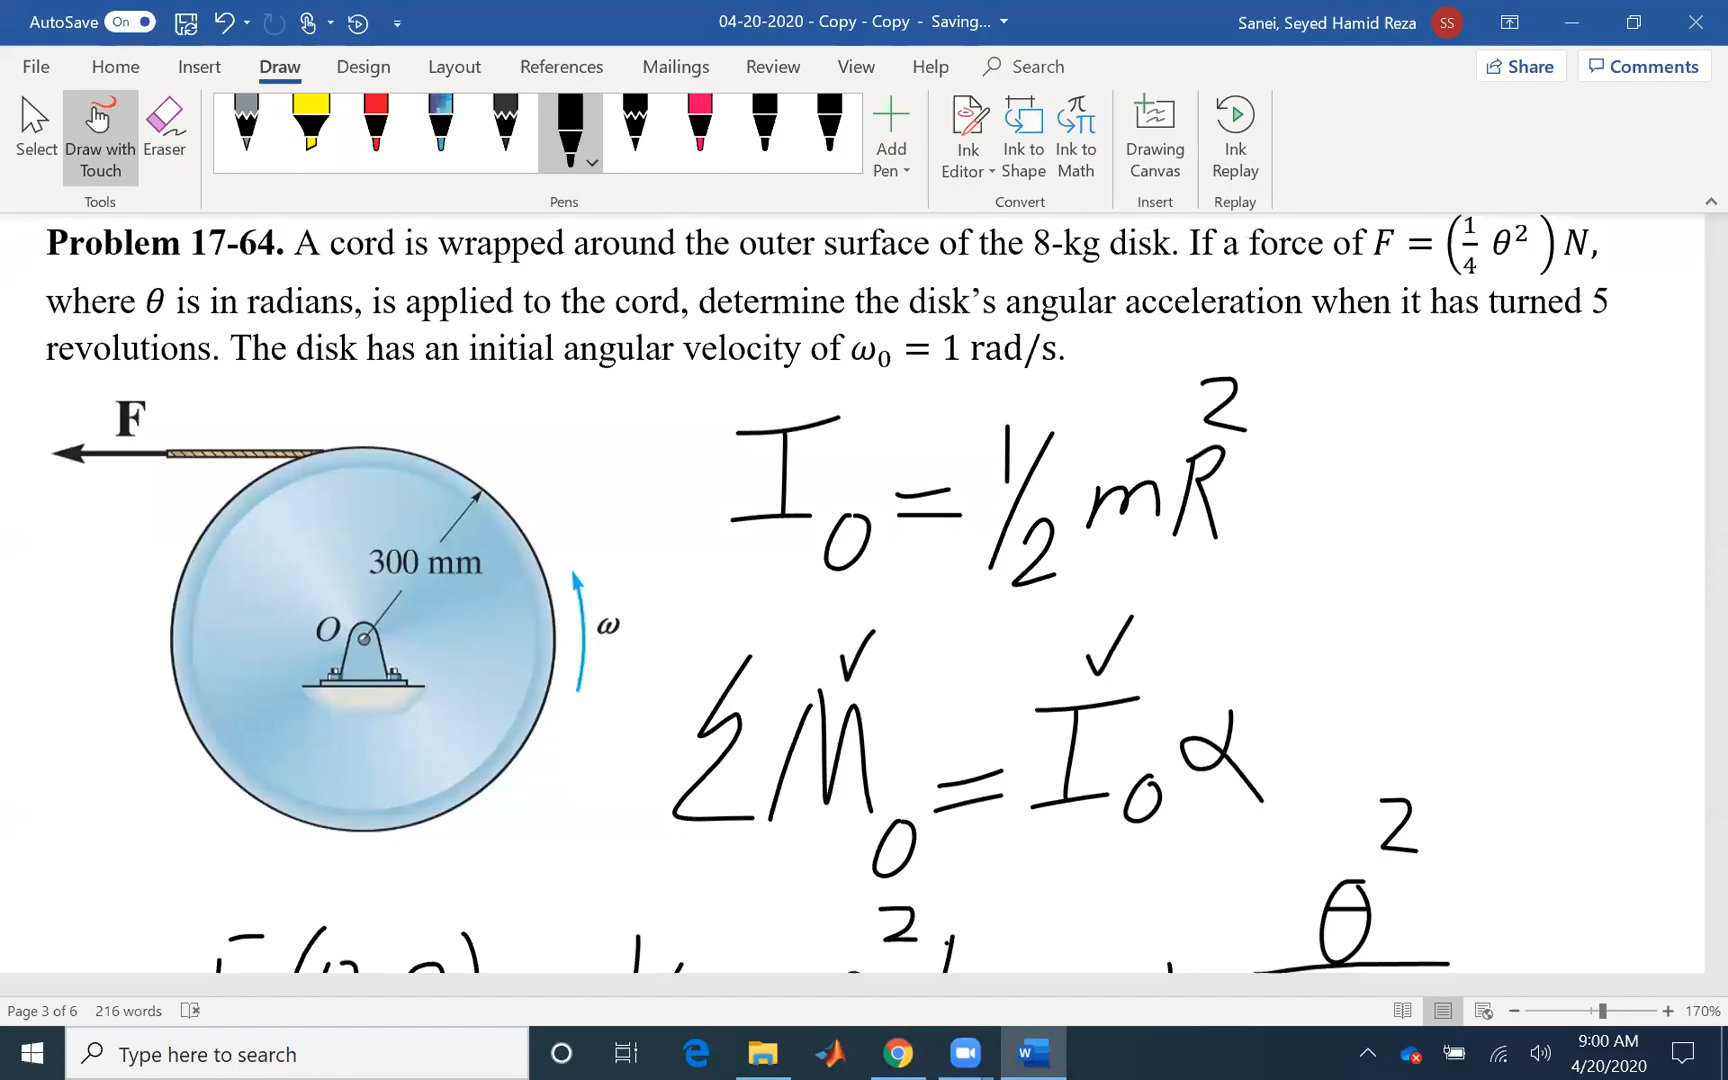 AutoSave On 04-20-2020 - Copy - Copy - Saving... Sanei, Seyed Hamid Reza SS
File Home Insert Draw Design Layout References Mailings Review View Help Search Share Comments
Select Draw with Touch Eraser Add Pen Ink Editor Ink to Shape Ink to Math Drawing Canvas Ink Replay
Tools Pens Convert Insert Replay
Problem 17-64. A cord is wrapped around the outer surface of the 8-kg disk. If a force of F = (1/4 θ²) N,
where θ is in radians, is applied to the cord, determine the disk's angular acceleration when it has turned 5
revolutions. The disk has an initial angular velocity of ω₀ = 1 rad/s.
F
300 mm
O
ω
I₀ = 1/2 mR²
ΣM₀ = I₀α
θ²
2
Page 3 of 6 216 words 170%
Type here to search 9:00 AM
4/20/2020